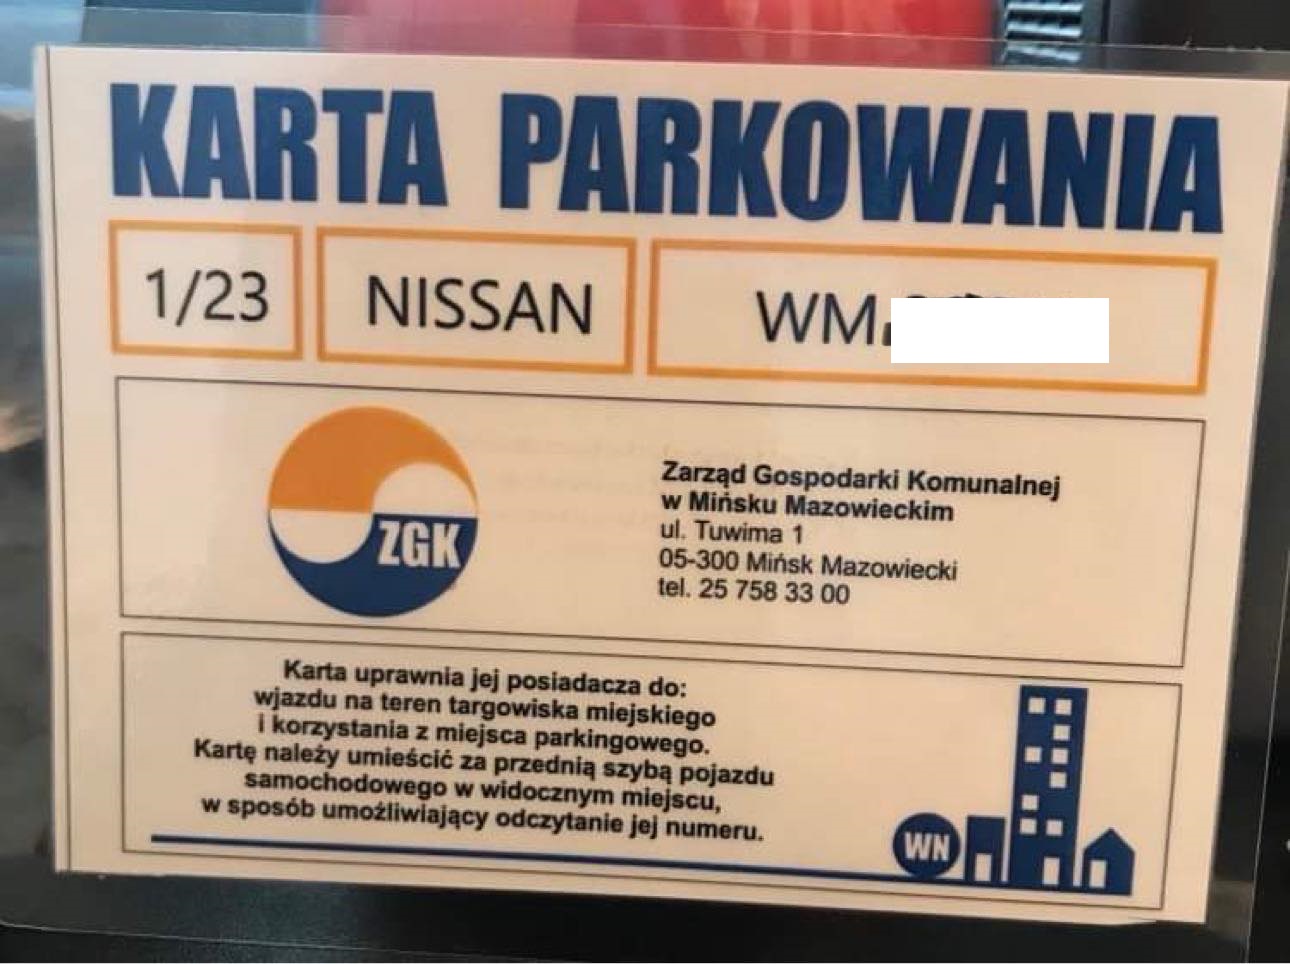 KARTA PARKOWANIA
1/23 NISSAN WM
ZGK
Zarząd Gospodarki Komunalnej
w Mińsku Mazowieckim
ul. Tuwima 1
05-300 Mińsk Mazowiecki
tel. 25 758 33 00
Karta uprawnia jej posiadacza do:
wjazdu na teren targowiska miejskiego
i korzystania z miejsca parkingowego.
Kartę należy umieścić za przednią szybą pojazdu
samochodowego w widocznym miejscu,
w sposób umożliwiający odczytanie jej numeru.
WN